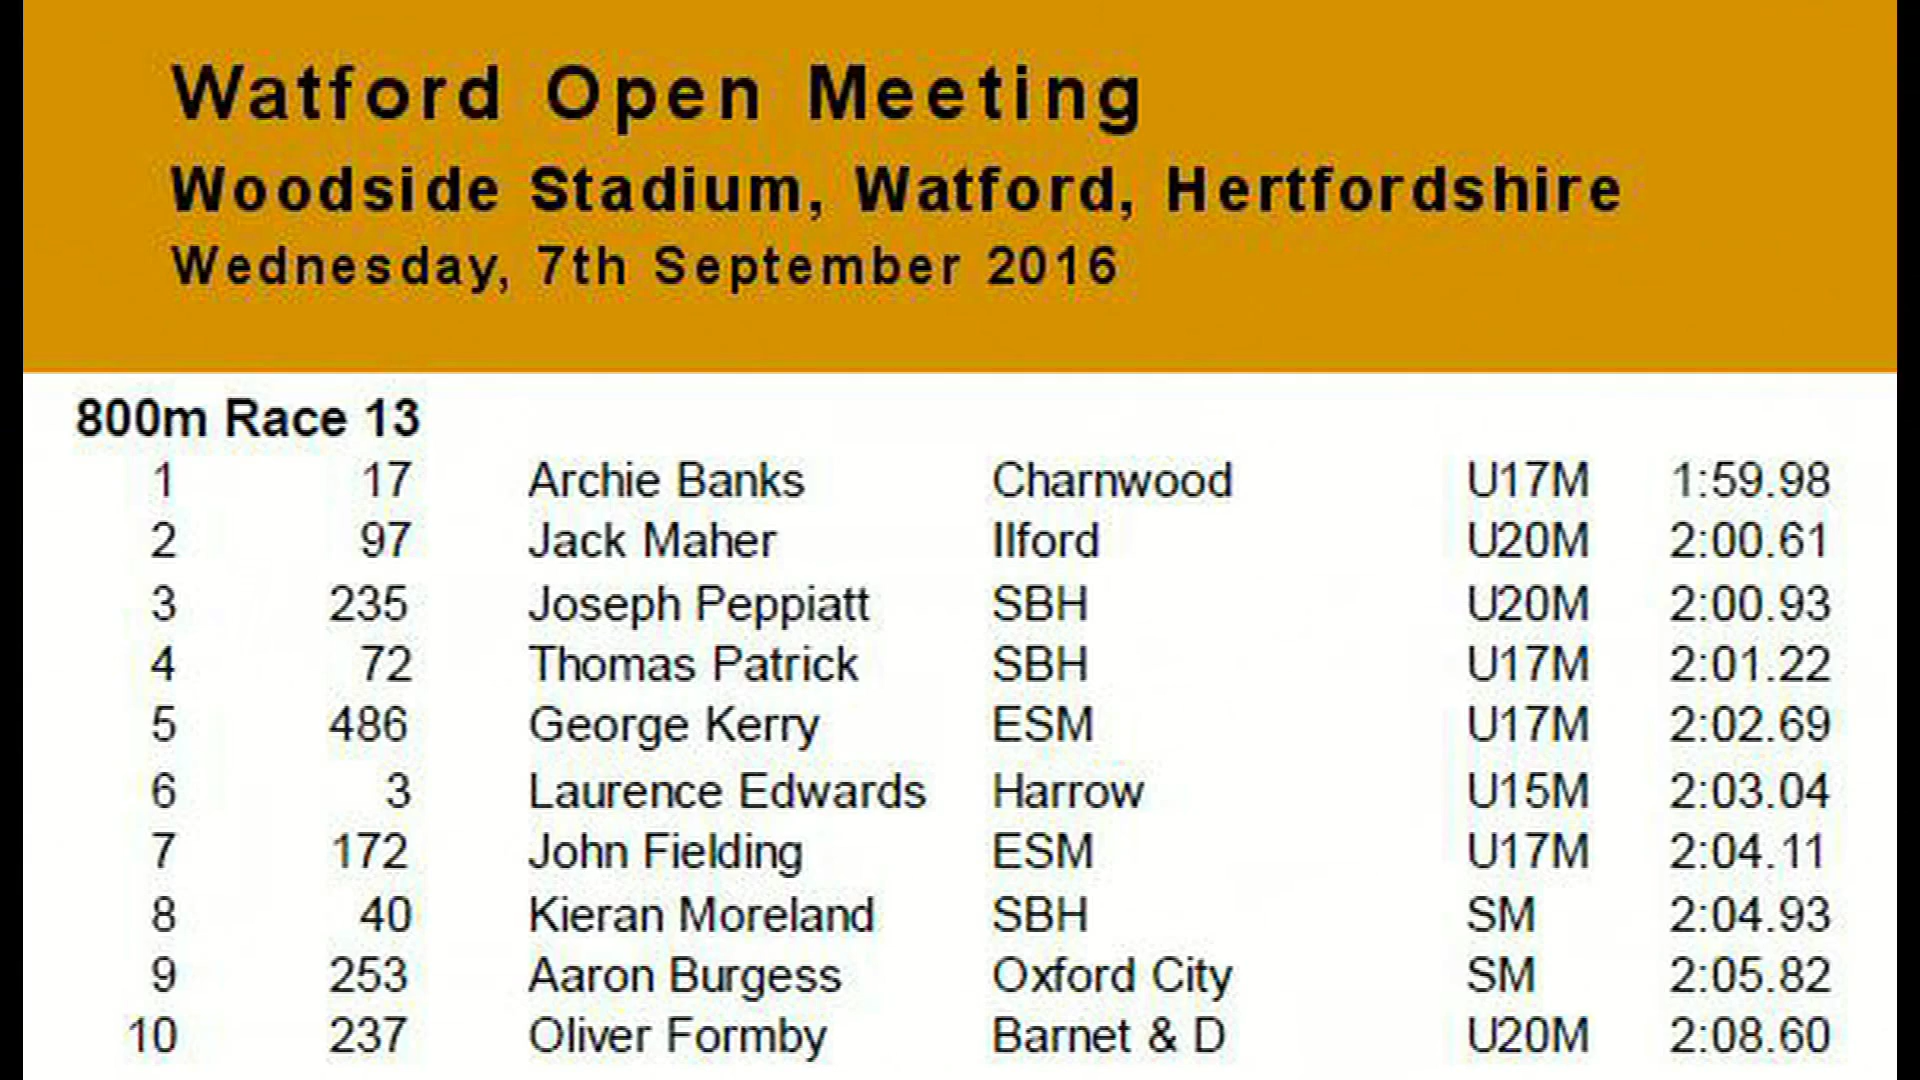 Watford Open Meeting
Woodside Stadium, Watford, Hertfordshire
Wednesday, 7th September 2016
800m Race 13
1 17 Archie Banks Charnwood U17M 1:59.98
2 97 Jack Maher Ilford U20M 2:00.61
3 235 Joseph Peppiatt SBH U20M 2:00.93
4 72 Thomas Patrick SBH U17M 2:01.22
5 486 George Kerry ESM U17M 2:02.69
6 3 Laurence Edwards Harrow U15M 2:03.04
7 172 John Fielding ESM U17M 2:04.11
8 40 Kieran Moreland SBH SM 2:04.93
9 253 Aaron Burgess Oxford City SM 2:05.82
10 237 Oliver Formby Barnet & D U20M 2:08.60